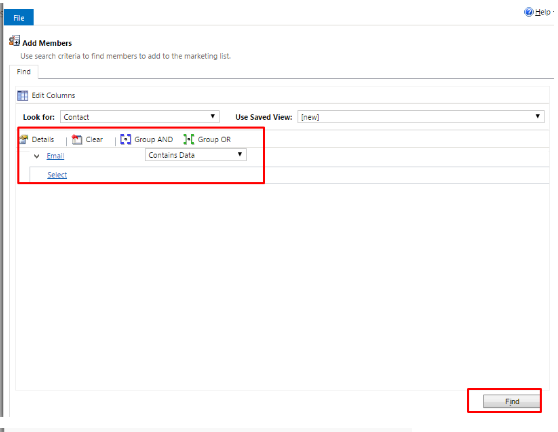 File
Help
Add Members
Use search criteria to find members to add to the marketing list.
Find
Edit Columns
Look for: Contact Use Saved View: [new]
Details Clear Group AND Group OR
Email Contains Data
Select
Find